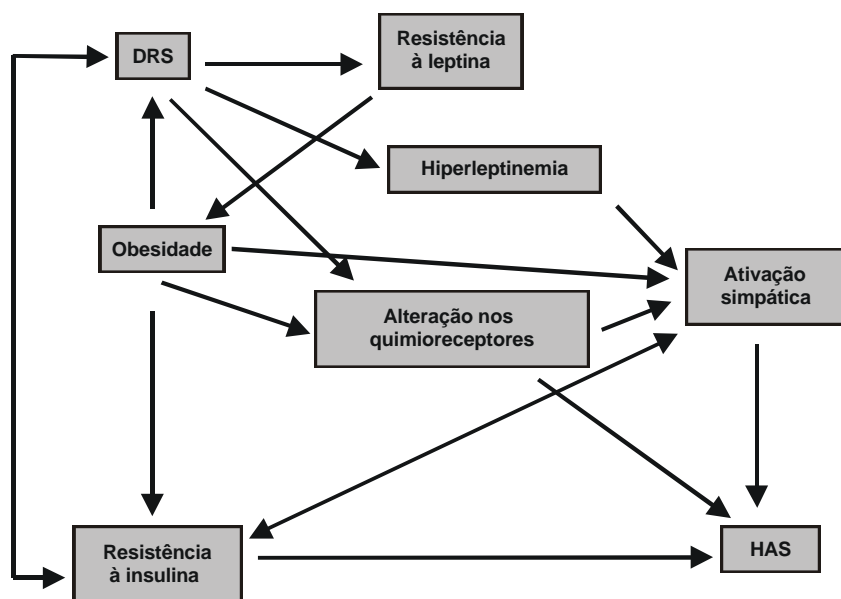 DRS
Resistência
à leptina
Hiperleptinemia
Obesidade
Ativação
simpática
Alteração nos
quimioreceptores
Resistência
à insulina
HAS